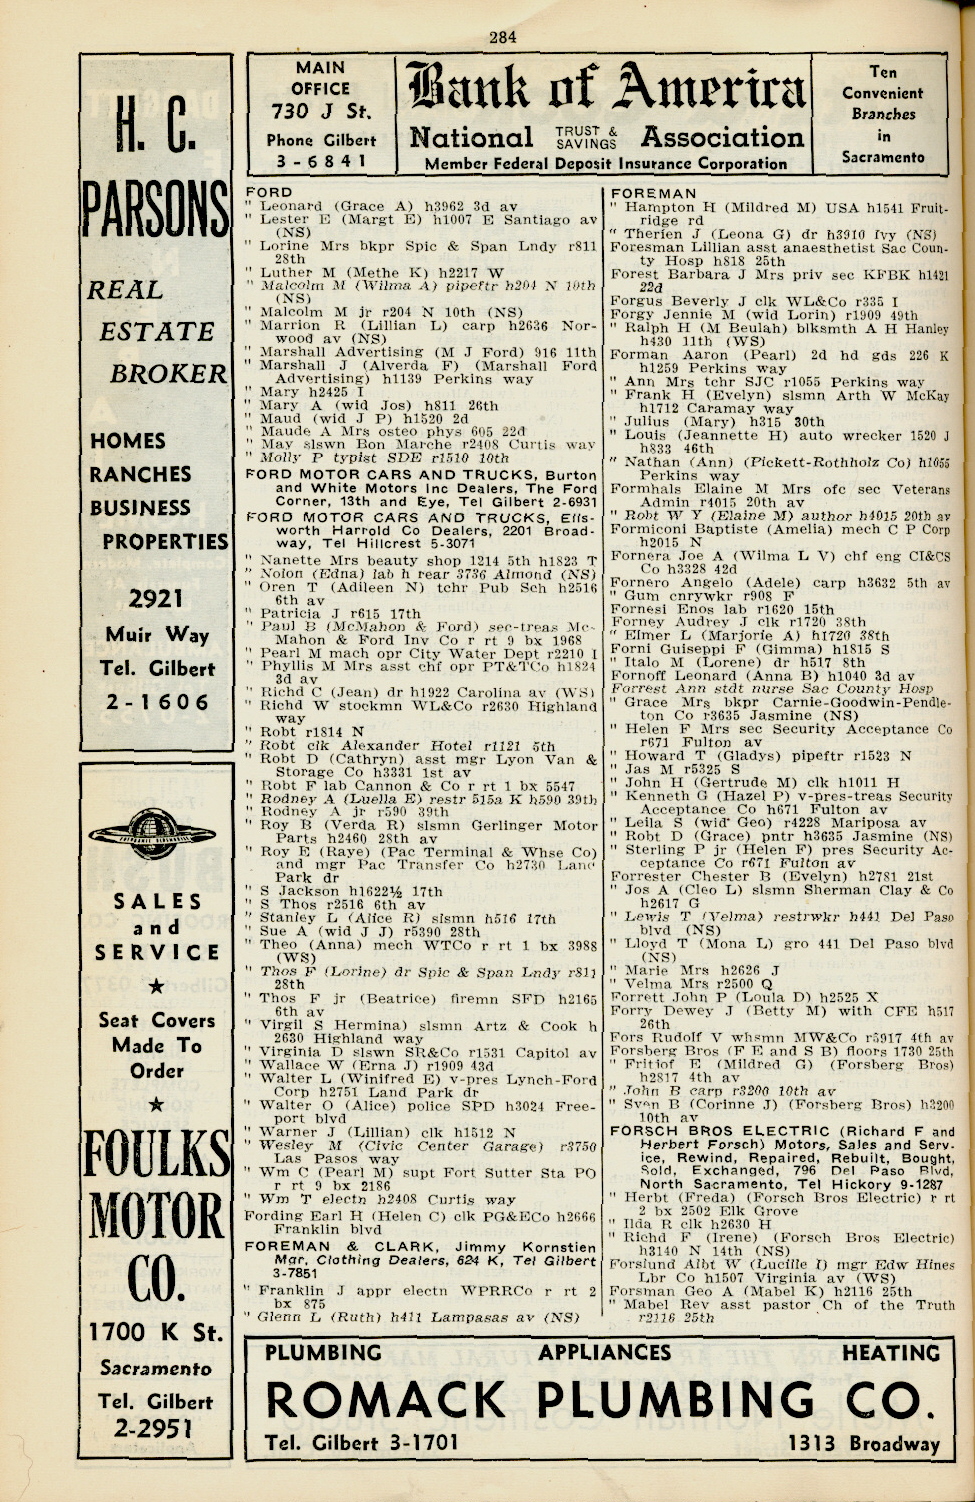 284
H. C.
PARSONS
REAL
ESTATE
BROKER
HOMES
RANCHES
BUSINESS
PROPERTIES
2921
Muir Way
Tel. Gilbert
2-1606
SALES
and
SERVICE
★
Seat Covers
Made To
Order
★
FOULKS
MOTOR
CO.
1700 K St.
Sacramento
Tel. Gilbert
2-2951
MAIN
OFFICE
730 J St.
Phone Gilbert
3-6841
Bank of America
National TRUST & SAVINGS Association
Member Federal Deposit Insurance Corporation
Ten
Convenient
Branches
in
Sacramento
FORD
" Leonard (Grace A) h3962 3d av
" Lester E (Margt E) h1007 E Santiago av
(NS)
" Lorine Mrs bkpr Spic & Span Lndy r811
28th
" Luther M (Methe K) h2217 W
" Malcolm M (Wilma A) pipeftr h204 N 10th
(NS)
" Malcolm M jr r204 N 10th (NS)
" Marrion R (Lillian L) carp h2636 Nor-
wood av (NS)
" Marshall Advertising (M J Ford) 916 11th
" Marshall J (Alverda F) (Marshall Ford
Advertising) h1139 Perkins way
" Mary h2425 I
" Mary A (wid Jos) h811 26th
" Maud (wid J P) h1520 2d
" Maude A Mrs osteo phys 605 22d
" May slswn Bon Marche r2408 Curtis way
" Molly P typist SDE r1510 10th
FORD MOTOR CARS AND TRUCKS, Burton
and White Motors Inc Dealers, The Ford
Corner, 13th and Eye, Tel Gilbert 2-6931
FORD MOTOR CARS AND TRUCKS, Ells-
worth Harrold Co Dealers, 2201 Broad-
way, Tel Hillcrest 5-3071
" Nanette Mrs beauty shop 1214 5th h1823 T
" Nolon (Edna) lab h rear 3736 Almond (NS)
" Oren T (Adileen N) tchr Pub Sch h2516
6th av
" Patricia J r615 17th
" Paul B (McMahon & Ford) sec-treas Mc-
Mahon & Ford Inv Co r rt 9 bx 1968
" Pearl M mach opr City Water Dept r2210 I
" Phyllis M Mrs asst chf opr PT&TCo h1824
3d av
" Richd C (Jean) dr h1922 Carolina av (WS)
" Richd W stockmn WL&Co r2630 Highland
way
" Robt r1814 N
" Robt clk Alexander Hotel r1121 5th
" Robt D (Cathryn) asst mgr Lyon Van &
Storage Co h3331 1st av
" Robt F lab Cannon & Co r rt 1 bx 5547
" Rodney A (Luella E) restr 515a K h590 39th
" Rodney A jr r590 39th
" Roy B (Verda R) slsmn Gerlinger Motor
Parts h2460 28th av
" Roy E (Raye) (Pac Terminal & Whse Co)
and mgr Pac Transfer Co h2730 Land
Park dr
" S Jackson h1622½ 17th
" S Thos r2516 6th av
" Stanley L (Alice R) slsmn h516 17th
" Sue A (wid J J) r5390 28th
" Theo (Anna) mech WTCo r rt 1 bx 3988
(WS)
" Thos F (Lorine) dr Spic & Span Lndy r811
28th
" Thos F jr (Beatrice) firemn SFD h2165
6th av
" Virgil S Hermina) slsmn Artz & Cook h
2630 Highland way
" Virginia D slswn SR&Co r1531 Capitol av
" Wallace W (Erna J) r1909 43d
" Walter L (Winifred E) v-pres Lynch-Ford
Corp h2751 Land Park dr
" Walter O (Alice) police SPD h3024 Free-
port blvd
" Warner J (Lillian) clk h1512 N
" Wesley M (Civic Center Garage) r3750
Las Pasos way
" Wm C (Pearl M) supt Fort Sutter Sta PO
r rt 9 bx 2186
" Wm T electn h2408 Curtis way
Fording Earl H (Helen C) clk PG&ECo h2666
Franklin blvd
FOREMAN & CLARK, Jimmy Kornstien
Mgr, Clothing Dealers, 624 K, Tel Gilbert
3-7851
" Franklin J appr electn WPRRCo r rt 2
bx 875
" Glenn L (Ruth) h411 Lampasas av (NS)
FOREMAN
" Hampton H (Mildred M) USA h1541 Fruit-
ridge rd
" Therien J (Leona G) dr h3910 Ivy (NS)
Foresman Lillian asst anaesthetist Sac Coun-
ty Hosp h818 25th
Forest Barbara J Mrs priv sec KFBK h1421
22d
Forgus Beverly J clk WL&Co r335 I
Forgy Jennie M (wid Lorin) r1909 49th
" Ralph H (M Beulah) blksmth A H Hanley
h430 11th (WS)
Forman Aaron (Pearl) 2d hd gds 226 K
h1259 Perkins way
" Ann Mrs tchr SJC r1055 Perkins way
" Frank H (Evelyn) slsmn Arth W McKay
h1712 Caramay way
" Julius (Mary) h315 30th
" Louis (Jeannette H) auto wrecker 1520 J
h833 46th
" Nathan (Ann) (Pickett-Rothholz Co) h1055
Perkins way
Formhals Elaine M Mrs ofc sec Veterans
Admin r4015 20th av
" Robt W Y (Elaine M) author h4015 20th av
Formiconi Baptiste (Amelia) mech C P Corp
h2015 N
Fornera Joe A (Wilma L V) chf eng CI&CS
Co h3328 42d
Fornero Angelo (Adele) carp h3632 5th av
" Gum cnrywkr r908 F
Fornesi Enos lab r1620 15th
Forney Audrey J clk r1720 38th
" Elmer L (Marjorie A) h1720 38th
Forni Guiseppi F (Gimma) h1815 S
" Italo M (Lorene) dr h517 8th
Fornoff Leonard (Anna B) h1040 3d av
Forrest Ann stdt nurse Sac County Hosp
" Grace Mrs bkpr Carnie-Goodwin-Pendle-
ton Co r3635 Jasmine (NS)
" Helen F Mrs sec Security Acceptance Co
r671 Fulton av
" Howard T (Gladys) pipeftr r1523 N
" Jas M r5325 S
" John H (Gertrude M) clk h1011 H
" Kenneth G (Hazel P) v-pres-treas Security
Acceptance Co h671 Fulton av
" Leila S (wid Geo) r4228 Mariposa av
" Robt D (Grace) pntr h3635 Jasmine (NS)
" Sterling P jr (Helen F) pres Security Ac-
ceptance Co r671 Fulton av
Forrester Chester B (Evelyn) h2781 21st
" Jos A (Cleo L) slsmn Sherman Clay & Co
h2617 G
" Lewis T (Velma) restrwkr h441 Del Paso
blvd (NS)
" Lloyd T (Mona L) gro 441 Del Paso blvd
(NS)
" Marie Mrs h2626 J
" Velma Mrs r2500 Q
Forrett John P (Loula D) h2525 X
Forry Dewey J (Betty M) with CFE h517
26th
Fors Rudolf V whsmn MW&Co r5917 4th av
Forsberg Bros (F E and S B) floors 1730 25th
" Fritiof E (Mildred G) (Forsberg Bros)
h2817 4th av
" John B carp r3200 10th av
" Sven B (Corinne J) (Forsberg Bros) h3200
10th av
FORSCH BROS ELECTRIC (Richard F and
Herbert Forsch) Motors, Sales and Serv-
ice, Rewind, Repaired, Rebuilt, Bought,
Sold, Exchanged, 796 Del Paso Blvd,
North Sacramento, Tel Hickory 9-1287
" Herbt (Freda) (Forsch Bros Electric) r rt
2 bx 2502 Elk Grove
" Ilda R clk h2630 H
" Richd F (Irene) (Forsch Bros Electric)
h3140 N 14th (NS)
Forslund Albt W (Lucille I) mgr Edw Hines
Lbr Co h1507 Virginia av (WS)
Forsman Geo A (Mabel K) h2116 25th
" Mabel Rev asst pastor Ch of the Truth
r2116 25th
PLUMBING APPLIANCES HEATING
ROMACK PLUMBING CO.
Tel. Gilbert 3-1701 1313 Broadway